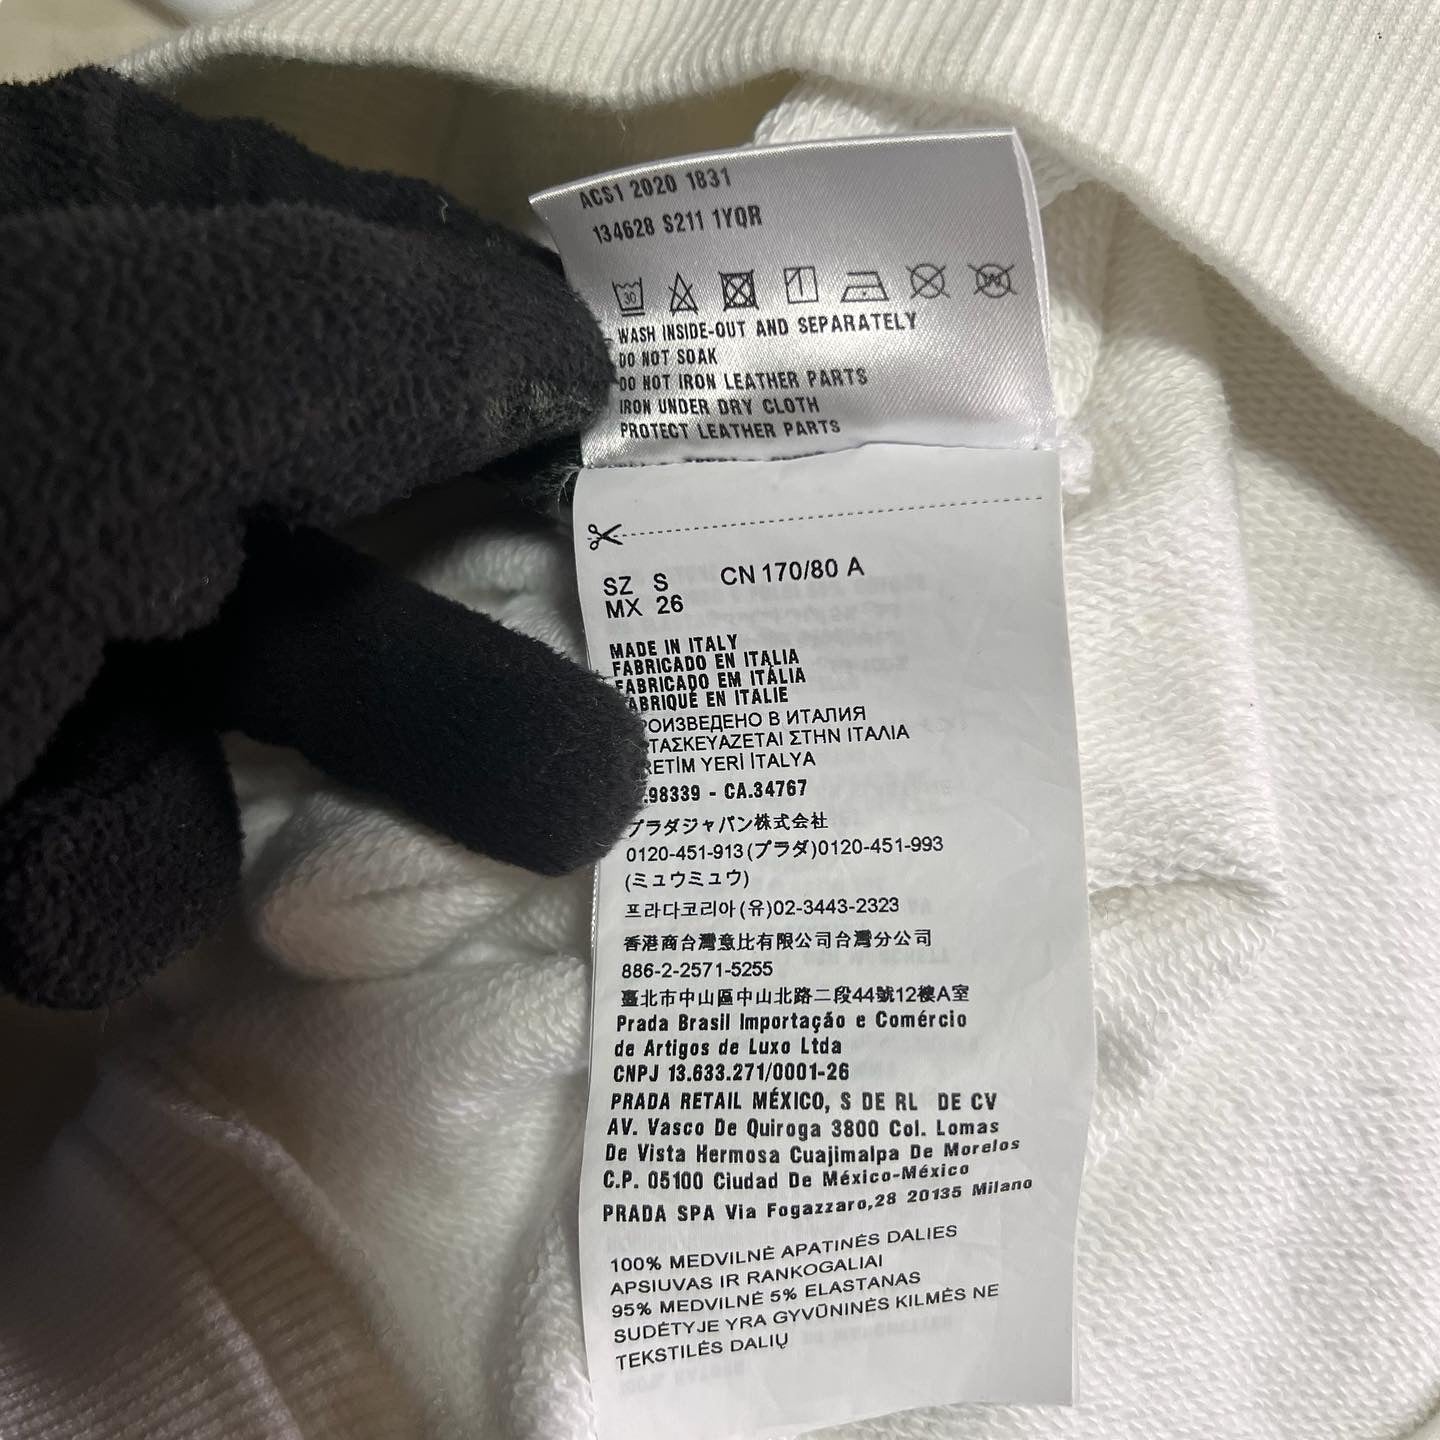 ACS1 2020 1831
134628 S211 1YQR
30
W
WASH INSIDE-OUT AND SEPARATELY
DO NOT SOAK
DO NOT IRON LEATHER PARTS
IRON UNDER DRY CLOTH
PROTECT LEATHER PARTS
SZ S CN 170/80 A
MX 26
MADE IN ITALY
FABRICADO EN ITALIA
FABRICADO EM ITÁLIA
FABRIQUÉ EN ITALIE
РОИЗВЕДЕНО В ИТАЛИЯ
ΤΑΣΚΕΥΑΖΕΤΑΙ ΣΤΗΝ ΙΤΑΛΙΑ
RETİM YERİ İTALYA
.98339 - CA.34767
プラダジャパン株式会社
0120-451-913(プラダ)0120-451-993
(ミュウミュウ)
프라다코리아(유)02-3443-2323
香港商台灣意比有限公司台灣分公司
886-2-2571-5255
臺北市中山區中山北路二段44號12樓A室
Prada Brasil Importação e Comércio
de Artigos de Luxo Ltda
CNPJ 13.633.271/0001-26
PRADA RETAIL MÉXICO, S DE RL DE CV
AV. Vasco De Quiroga 3800 Col. Lomas
De Vista Hermosa Cuajimalpa De Morelos
C.P. 05100 Ciudad De México-México
PRADA SPA Via Fogazzaro,28 20135 Milano
100% MEDVILNĖ APATINĖS DALIES
APSIUVAS IR RANKOGALIAI
95% MEDVILNĖ 5% ELASTANAS
SUDĖTYJE YRA GYVŪNINĖS KILMĖS NE
TEKSTILĖS DALIŲ